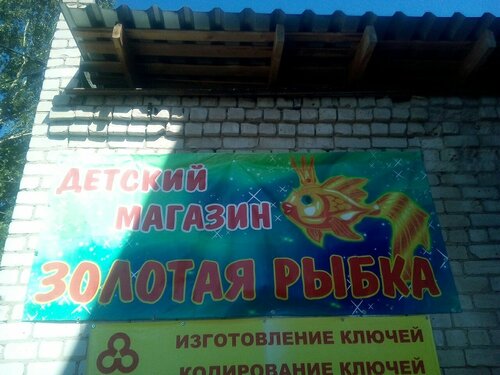 ДЕТСКИЙ
МАГАЗИН
ЗОЛОТАЯ РЫБКА
ИЗГОТОВЛЕНИЕ КЛЮЧЕЙ
КОДИРОВАНИЕ КЛЮЧЕЙ